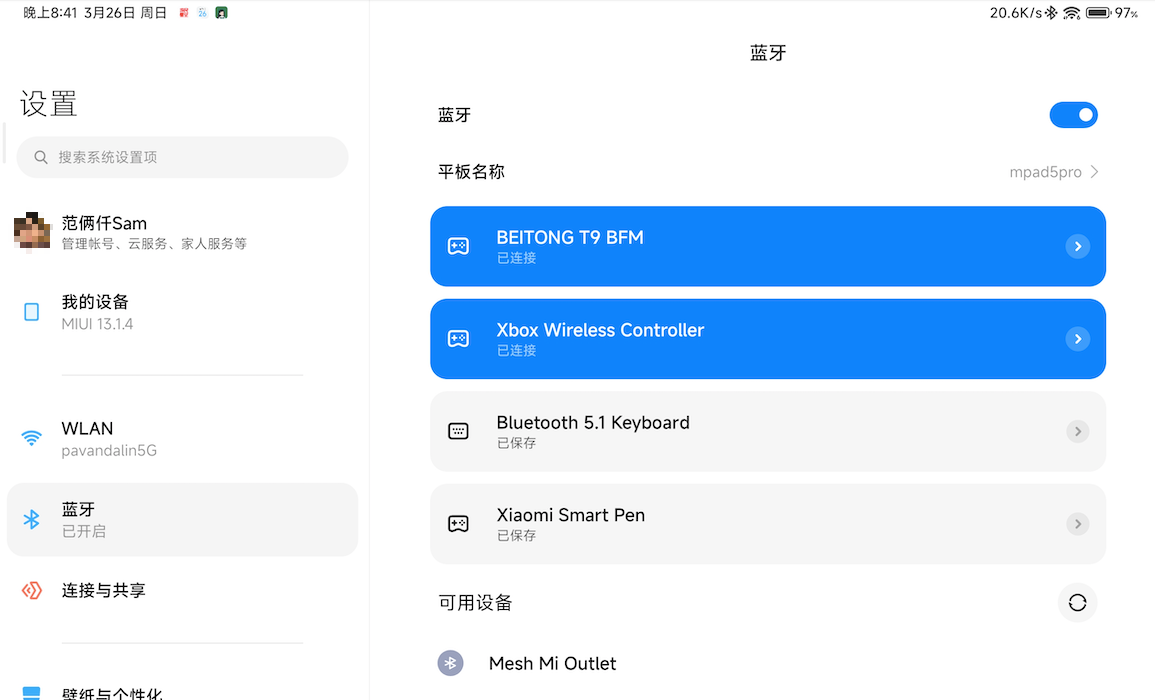 晚上8:41 3月26日 周日
20.6K/s
97%
设置
搜索系统设置项
范俩仟Sam
管理帐号、云服务、家人服务等
我的设备
MIUI 13.1.4
WLAN
pavandalin5G
蓝牙
已开启
连接与共享
壁纸与个性化
蓝牙
蓝牙
平板名称
mpad5pro
BEITONG T9 BFM
已连接
Xbox Wireless Controller
已连接
Bluetooth 5.1 Keyboard
已保存
Xiaomi Smart Pen
已保存
可用设备
Mesh Mi Outlet